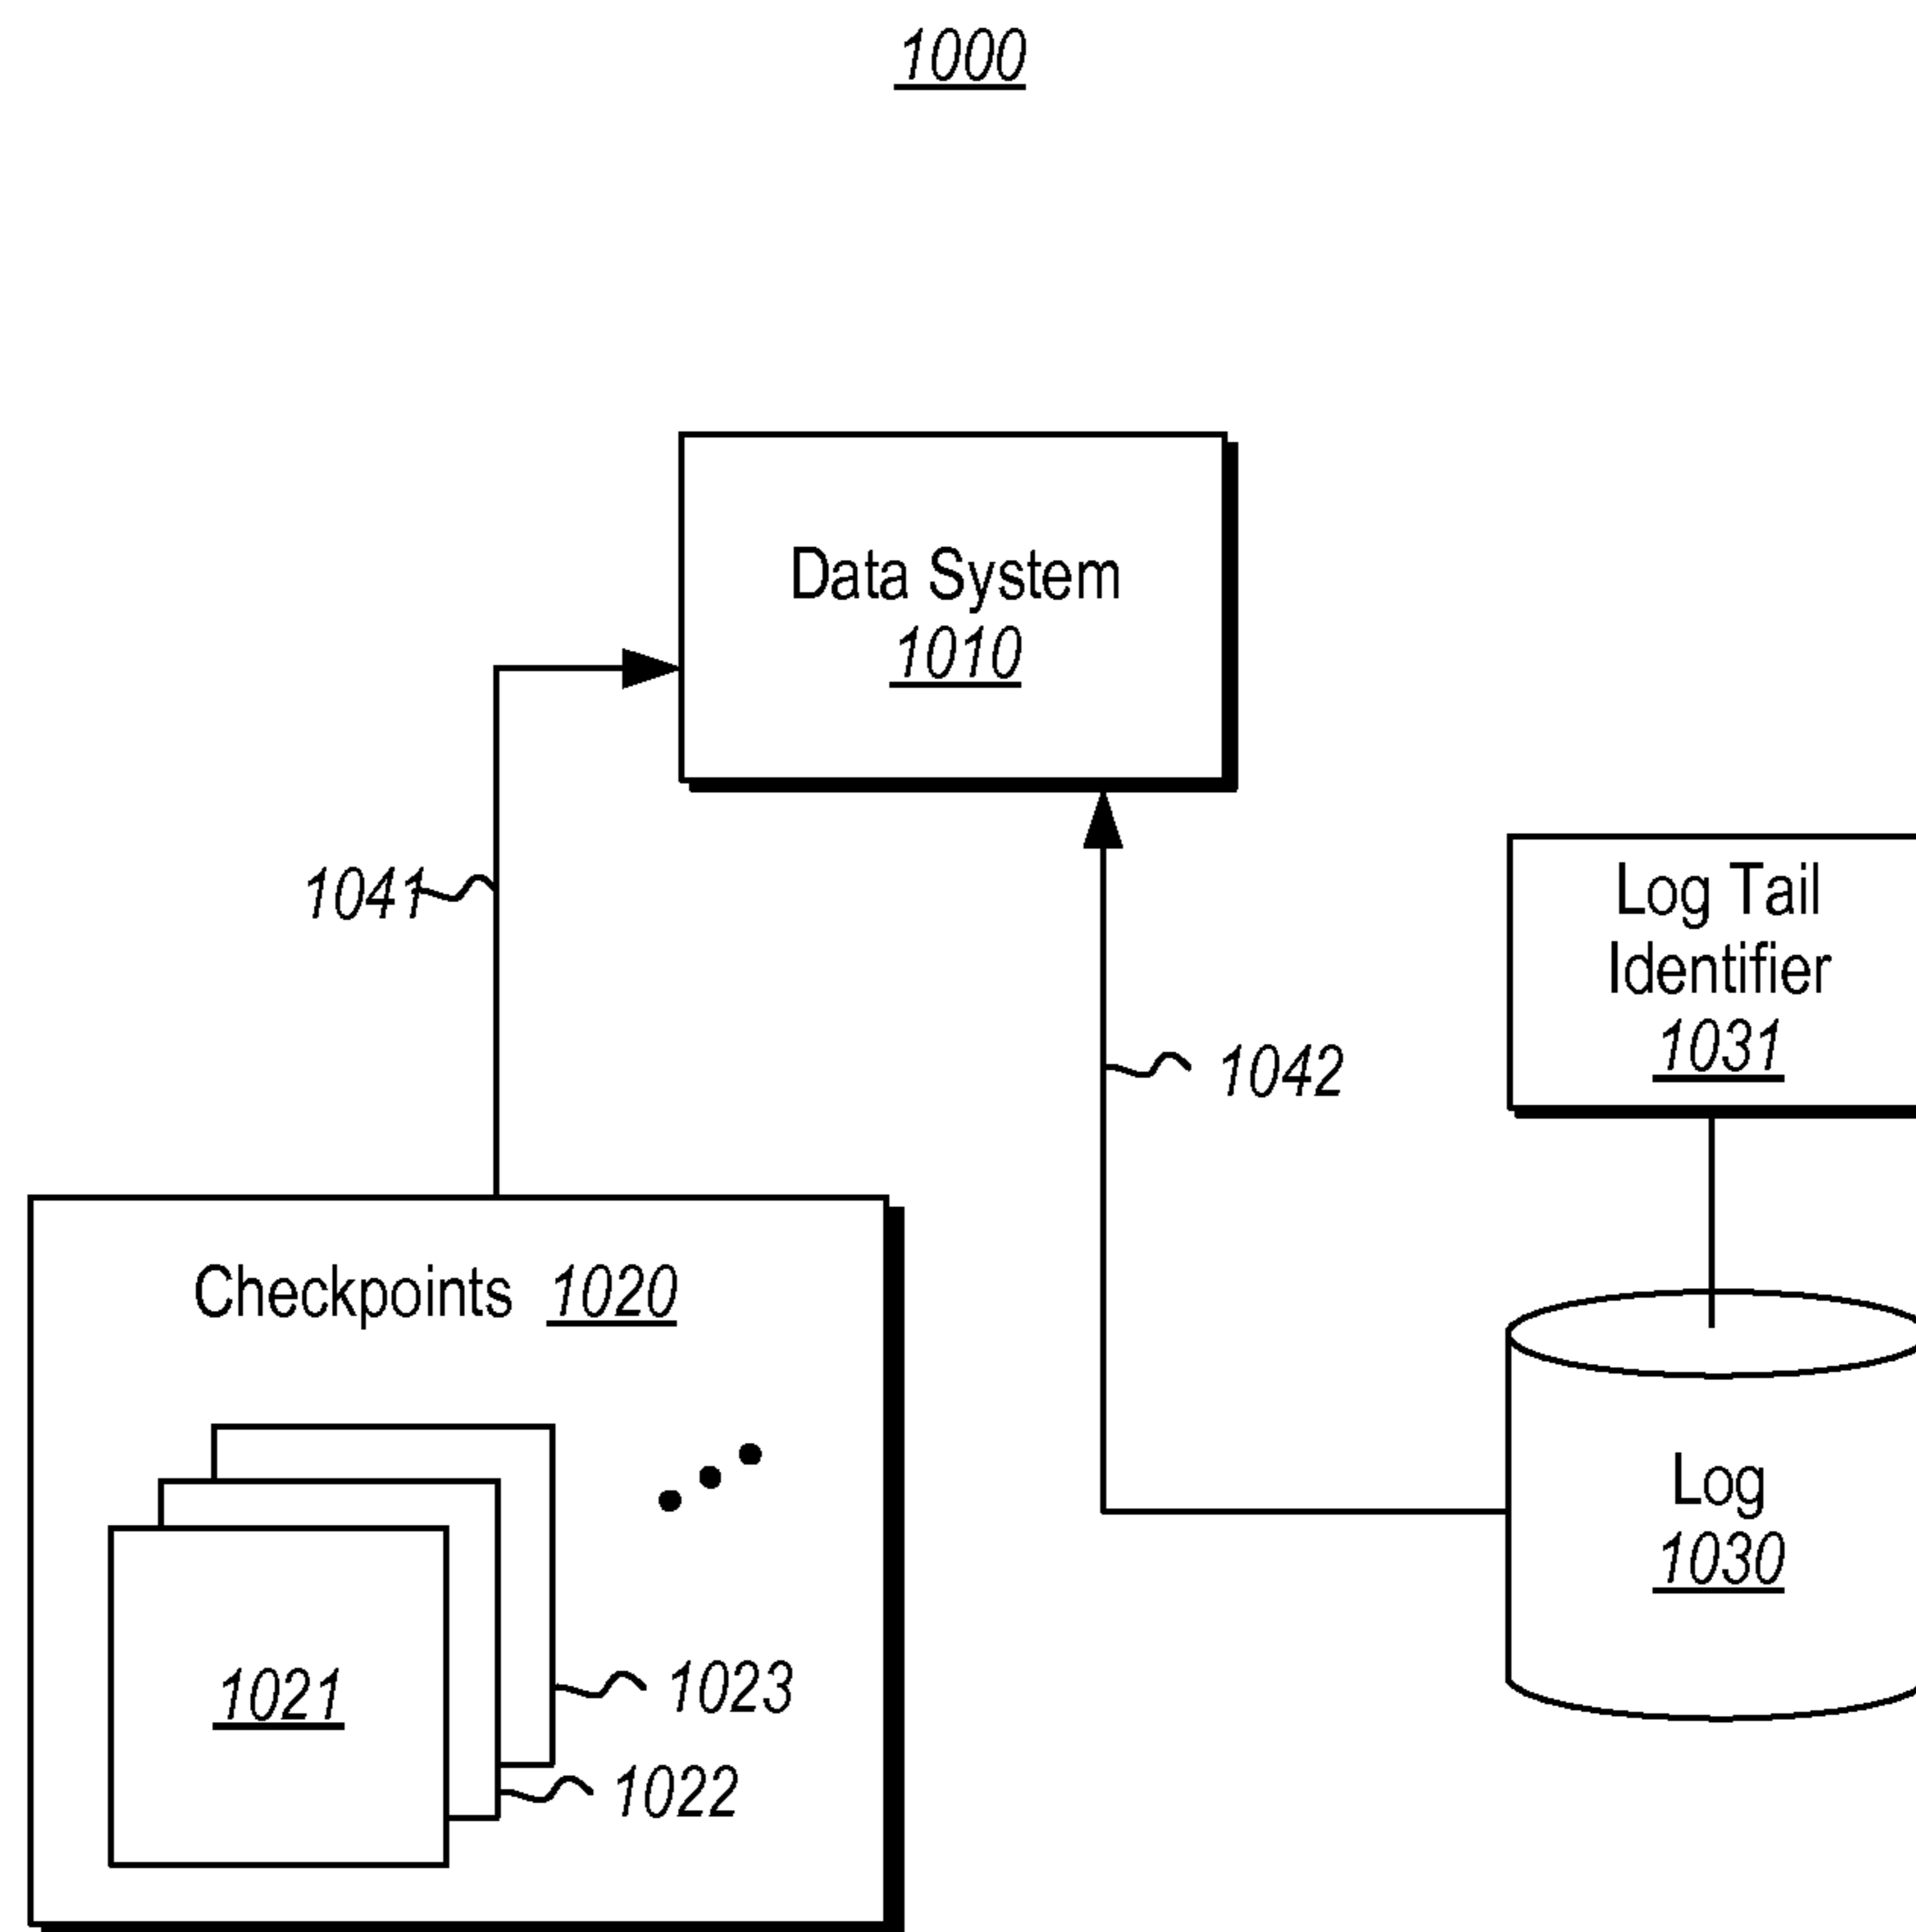 1000
Data System
1010
1041
Log Tail
Identifier
1031
1042
Checkpoints 1020
Log
1030
1021
1023
1022